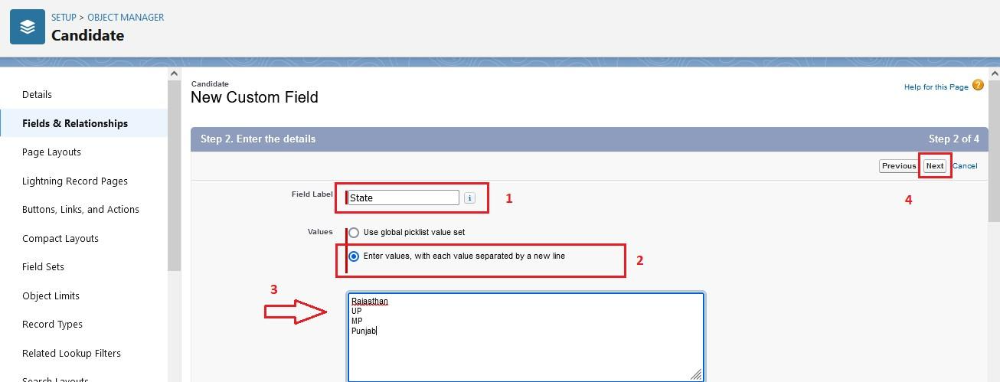 SETUP > OBJECT MANAGER
Candidate
Details
Fields & Relationships
Page Layouts
Lightning Record Pages
Buttons, Links, and Actions
Compact Layouts
Field Sets
Object Limits
Record Types
Related Lookup Filters
Search Layouts
Candidate
New Custom Field
Help for this Page ?
Step 2. Enter the details
Step 2 of 4
Previous Next Cancel
4
Field Label State i 1
Values Use global picklist value set
Enter values, with each value separated by a new line 2
3
Rajasthan
UP
MP
Punjab